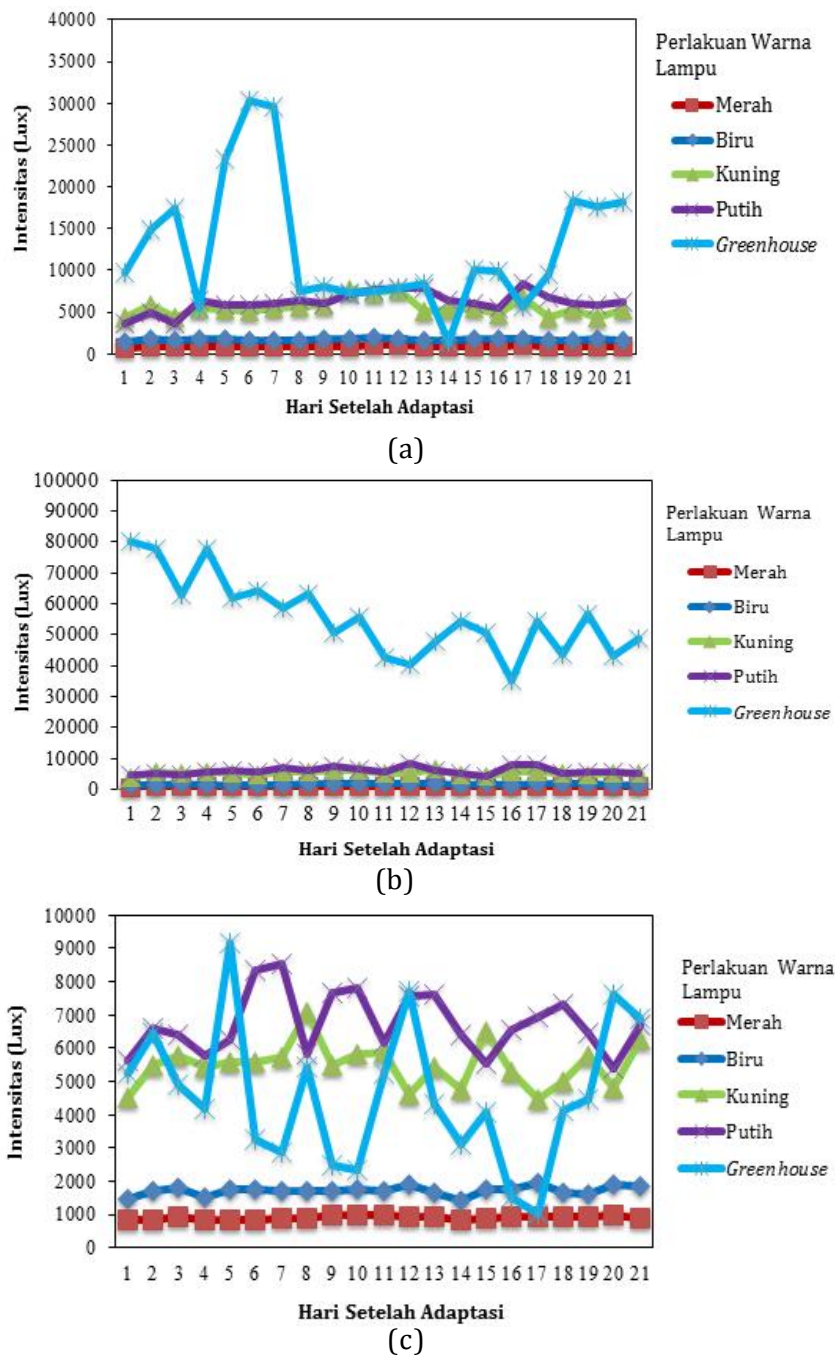 40000
35000
30000
25000
20000
15000
10000
5000
0
Intensitas (Lux)
1 2 3 4 5 6 7 8 9 10 11 12 13 14 15 16 17 18 19 20 21
Hari Setelah Adaptasi
Perlakuan Warna
Lampu
Merah
Biru
Kuning
Putih
Greenhouse
(a)
100000
90000
80000
70000
60000
50000
40000
30000
20000
10000
0
Intensitas (Lux)
1 2 3 4 5 6 7 8 9 10 11 12 13 14 15 16 17 18 19 20 21
Hari Setelah Adaptasi
Perlakuan Warna
Lampu
Merah
Biru
Kuning
Putih
Greenhouse
(b)
10000
9000
8000
7000
6000
5000
4000
3000
2000
1000
0
Intensitas (Lux)
1 2 3 4 5 6 7 8 9 10 11 12 13 14 15 16 17 18 19 20 21
Hari Setelah Adaptasi
Perlakuan Warna
Lampu
Merah
Biru
Kuning
Putih
Greenhouse
(c)